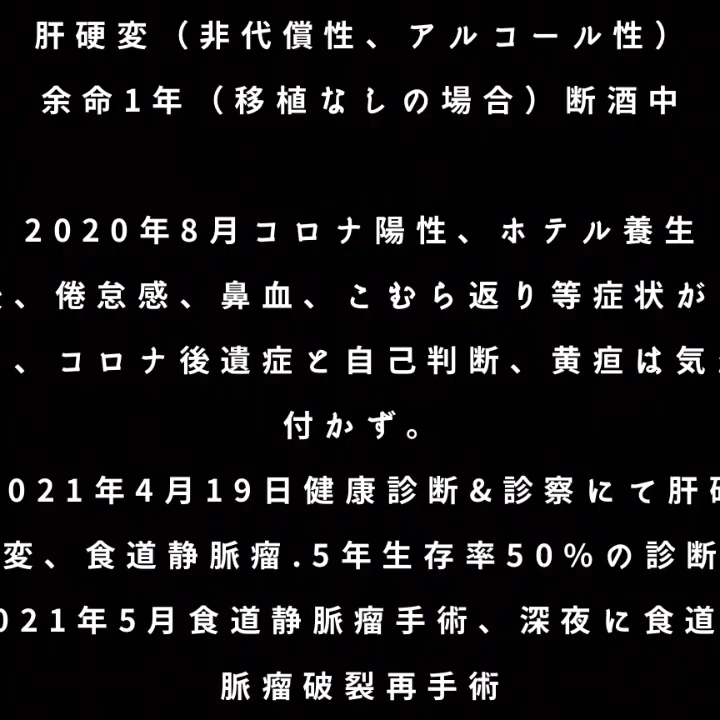 肝硬変（非代償性、アルコール性）
余命1年（移植なしの場合）断酒中
2020年8月コロナ陽性、ホテル養生
、倦怠感、鼻血、こむら返り等症状が
、コロナ後遺症と自己判断、黄疸は気
付かず。
021年4月19日健康診断&診察にて肝硬
変、食道静脈瘤.5年生存率50%の診断
021年5月食道静脈瘤手術、深夜に食道
脈瘤破裂再手術